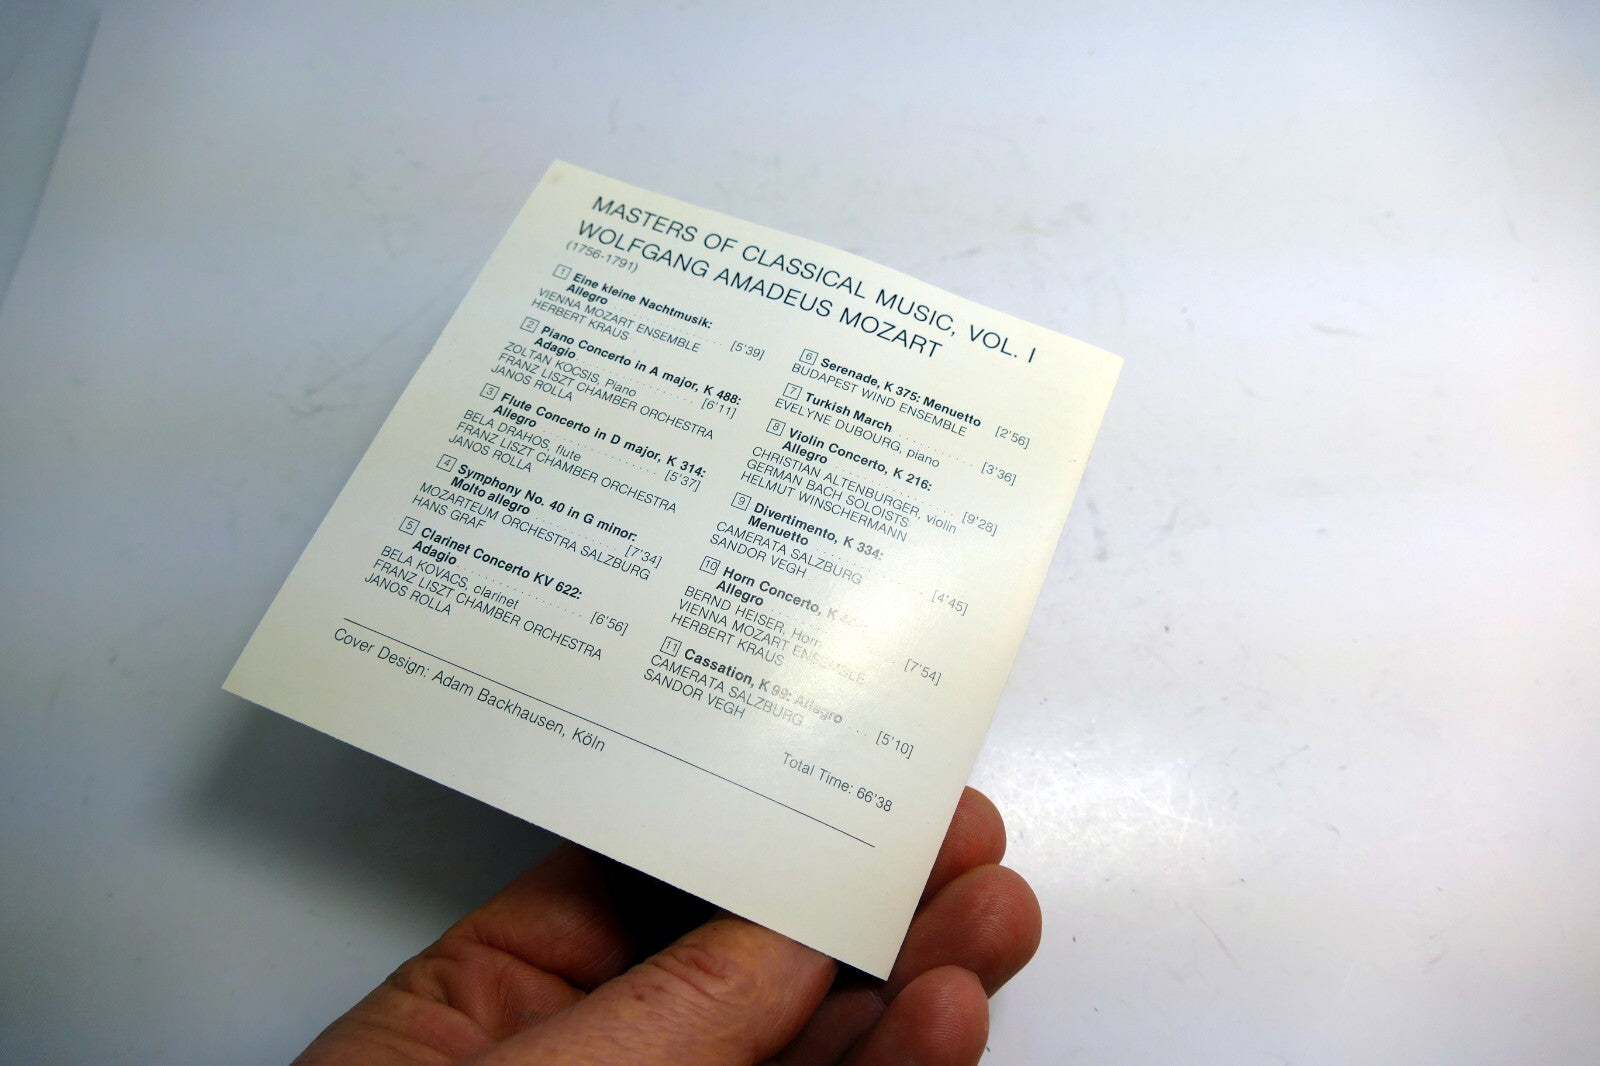 MASTERS OF CLASSICAL MUSIC, VOL. I
WOLFGANG AMADEUS MOZART
(1756-1791)
1 Eine kleine Nachtmusik:
Allegro . . . . . . . . . . . . . . . . . . [5'39]
VIENNA MOZART ENSEMBLE
HERBERT KRAUS
2 Piano Concerto in A major, K 488:
Adagio . . . . . . . . . . . . . . . . . . [6'11]
ZOLTAN KOCSIS, Piano
FRANZ LISZT CHAMBER ORCHESTRA
JANOS ROLLA
3 Flute Concerto in D major, K 314:
Allegro . . . . . . . . . . . . . . . . . . [5'37]
BELA DRAHOS, flute
FRANZ LISZT CHAMBER ORCHESTRA
JANOS ROLLA
4 Symphony No. 40 in G minor:
Molto allegro . . . . . . . . . . . . . . [7'34]
MOZARTEUM ORCHESTRA SALZBURG
HANS GRAF
5 Clarinet Concerto KV 622:
Adagio . . . . . . . . . . . . . . . . . . [6'56]
BELA KOVACS, clarinet
FRANZ LISZT CHAMBER ORCHESTRA
JANOS ROLLA
6 Serenade, K 375: Menuetto [2'56]
BUDAPEST WIND ENSEMBLE
7 Turkish March . . . . . . . . . . . . [3'36]
EVELYNE DUBOURG, piano
8 Violin Concerto, K 216:
Allegro . . . . . . . . . . . . . . . . . . [9'28]
CHRISTIAN ALTENBURGER, violin
GERMAN BACH SOLOISTS
HELMUT WINSCHERMANN
9 Divertimento, K 334:
Menuetto . . . . . . . . . . . . . . . . [4'45]
CAMERATA SALZBURG
SANDOR VEGH
10 Horn Concerto, K
Allegro . . . . . . . . . . . . . . . . . . [7'54]
BERND HEISER, Horn
VIENNA MOZART ENSEMBLE
HERBERT KRAUS
11 Cassation, K 99: Allegro . . . [5'10]
CAMERATA SALZBURG
SANDOR VEGH
Total Time: 66'38
Cover Design: Adam Backhausen, Köln